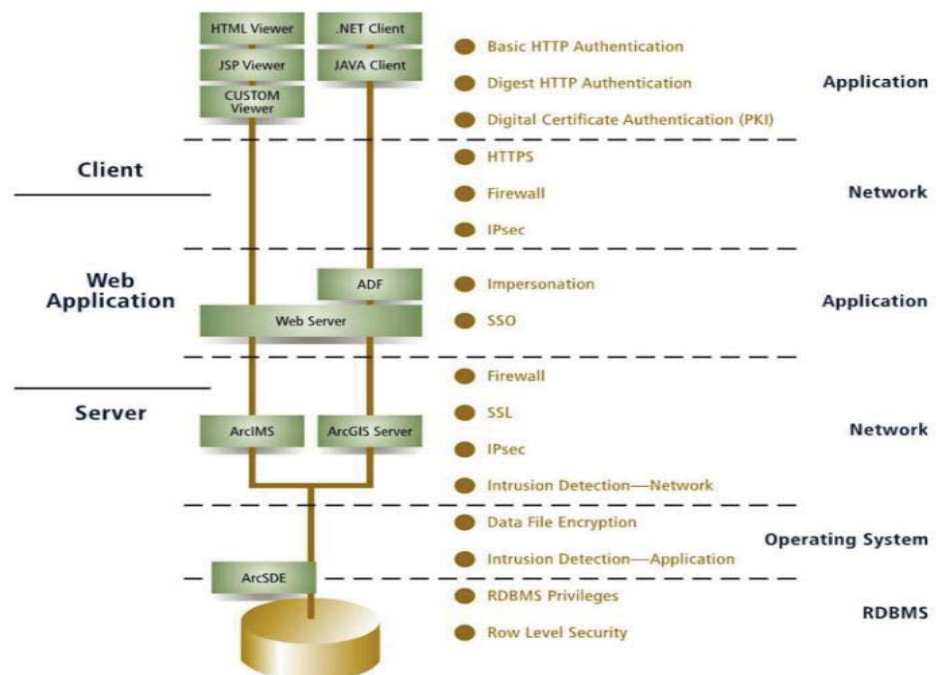 HTML Viewer
.NET Client
JSP Viewer
JAVA Client
CUSTOM
Viewer
Basic HTTP Authentication
Digest HTTP Authentication
Digital Certificate Authentication (PKI)
Application
Client
HTTPS
Firewall
IPsec
Network
Web
Application
ADF
Web Server
Impersonation
SSO
Application
Server
ArcIMS
ArcGIS Server
Firewall
SSL
IPsec
Intrusion Detection—Network
Network
Data File Encryption
Intrusion Detection—Application
Operating System
ArcSDE
RDBMS Privileges
Row Level Security
RDBMS